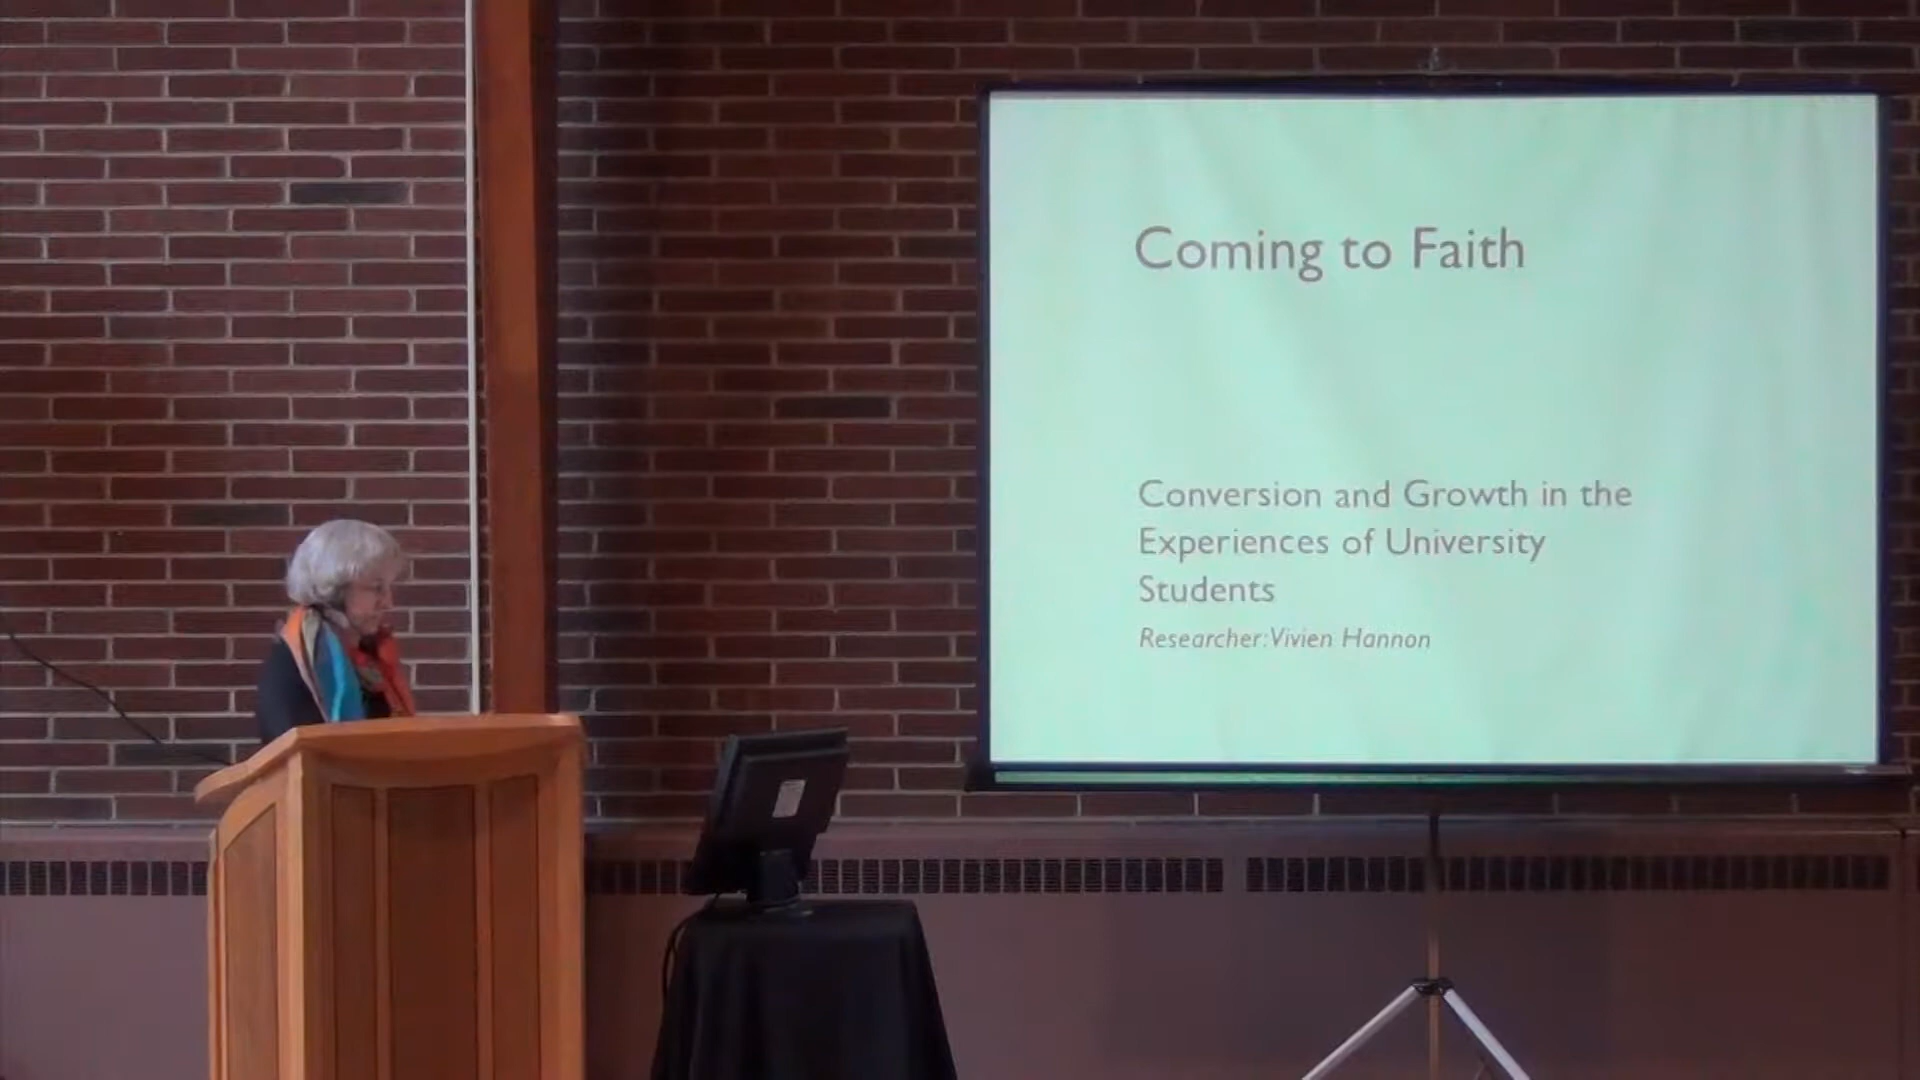 Coming to Faith
Conversion and Growth in the
Experiences of University
Students
Researcher: Vivien Hannon